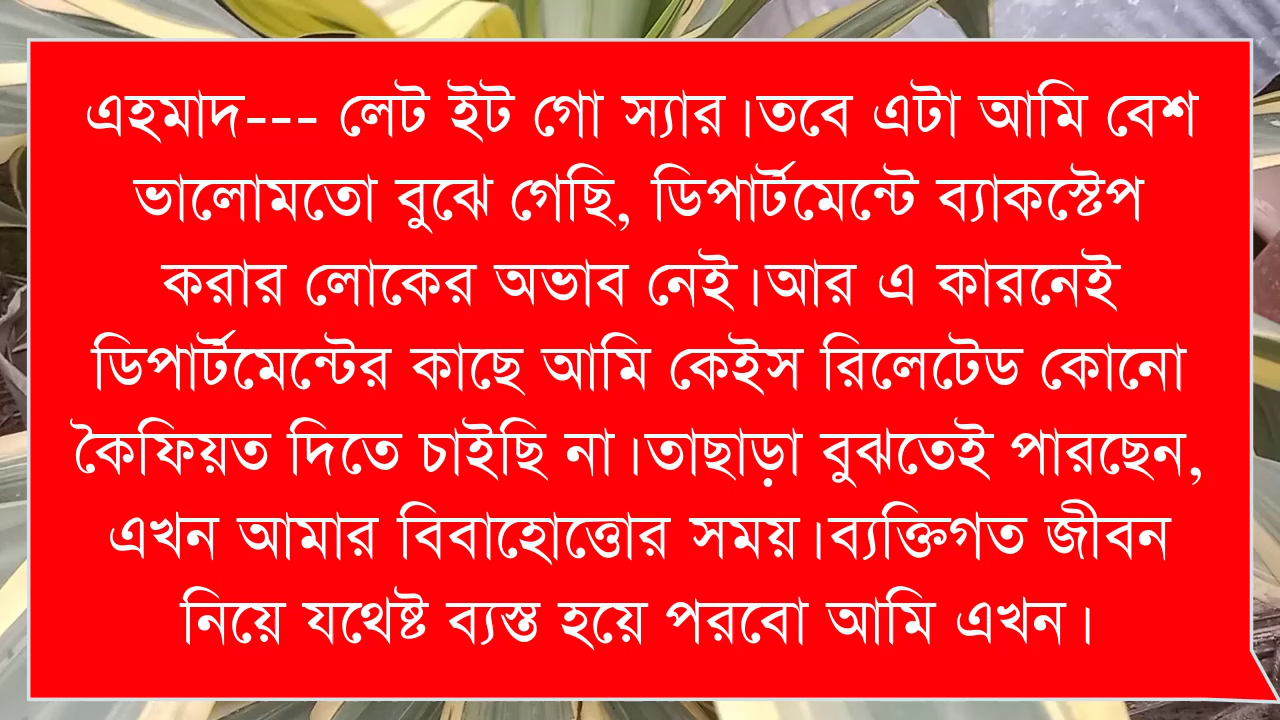 এহমাদ--- লেট ইট গো স্যার।তবে এটা আমি বেশ
ভালোমতো বুঝে গেছি, ডিপার্টমেন্টে ব্যাকস্টেপ
করার লোকের অভাব নেই।আর এ কারনেই
ডিপার্টমেন্টের কাছে আমি কেইস রিলেটেড কোনো
কৈফিয়ত দিতে চাইছি না।তাছাড়া বুঝতেই পারছেন,
এখন আমার বিবাহোত্তোর সময়।ব্যক্তিগত জীবন
নিয়ে যথেষ্ট ব্যস্ত হয়ে পরবো আমি এখন।